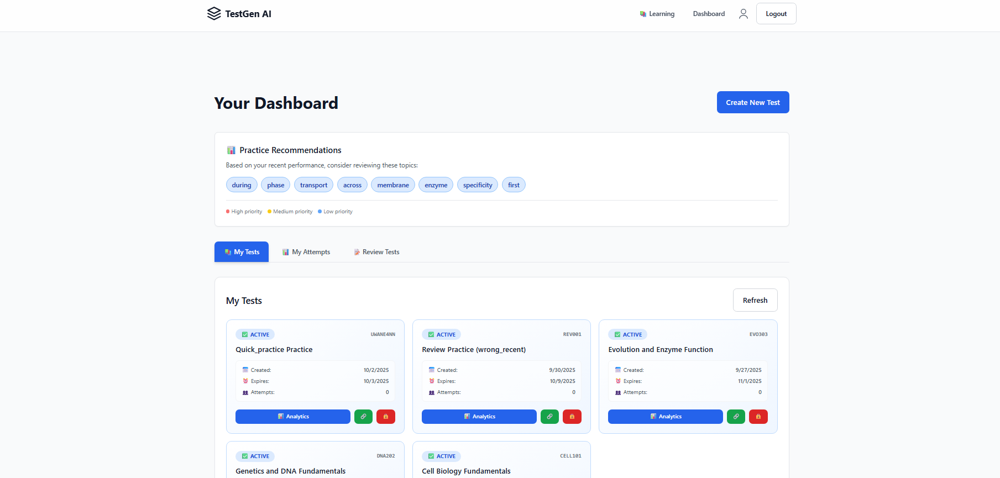 TestGen AI
Learning Dashboard Logout
Your Dashboard
Create New Test
Practice Recommendations
Based on your recent performance, consider reviewing these topics:
during phase transport across membrane enzyme specificity first
High priority Medium priority Low priority
My Tests My Attempts Review Tests
My Tests
Refresh
ACTIVE UWANE4NN
Quick_practice Practice
Created: 10/2/2025
Expires: 10/3/2025
Attempts: 0
Analytics
ACTIVE REV001
Review Practice (wrong_recent)
Created: 9/30/2025
Expires: 10/9/2025
Attempts: 0
Analytics
ACTIVE EVO303
Evolution and Enzyme Function
Created: 9/27/2025
Expires: 11/1/2025
Attempts: 0
Analytics
ACTIVE DNA202
Genetics and DNA Fundamentals
ACTIVE CELL101
Cell Biology Fundamentals